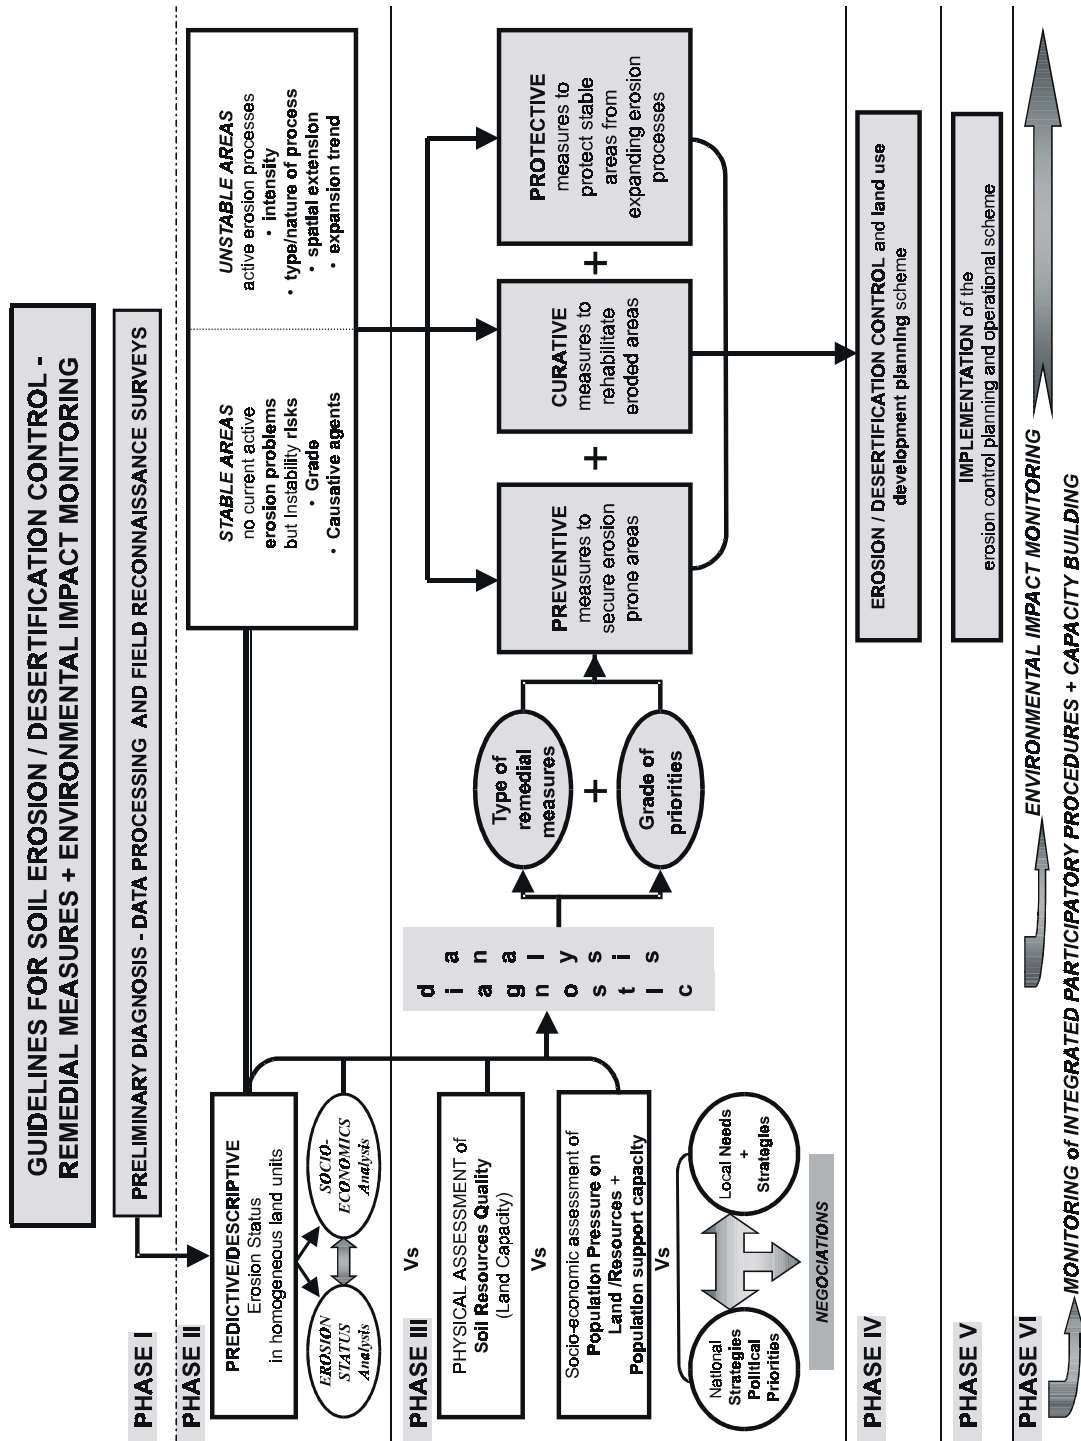 GUIDELINES FOR SOIL EROSION / DESERTIFICATION CONTROL -
REMEDIAL MEASURES + ENVIRONMENTAL IMPACT MONITORING
PHASE I
PRELIMINARY DIAGNOSIS - DATA PROCESSING AND FIELD RECONNAISSANCE SURVEYS
PHASE II
PREDICTIVE/DESCRIPTIVE
Erosion Status
in homogeneous land units
EROSION
STATUS
Analysis
SOCIO-
ECONOMICS
Analysis
STABLE AREAS
no current active
erosion problems
but Instability rIsks
• Grade
• Causative agents
UNSTABLE AREAS
active erosion processes
• intensity
• type/nature of process
• spatial extension
• expansion trend
PHASE III
Vs
PHYSICAL ASSESSMENT of
Soil Resources Quality
(Land Capacity)
Vs
Socio-economic assessment of
Population Pressure on
Land /Resources +
Population support capacity
Vs
National
Strategies
Political
Priorities
Local Needs
+
Strategies
NEGOCIATIONS
diagnostIc
analysis
Type of
remedial
measures
+
Grade of
priorities
PREVENTIVE
measures to
secure erosion
prone areas
+
CURATIVE
measures to
rehabilitate
eroded areas
+
PROTECTIVE
measures to
protect stable
areas from
expanding erosion
processes
PHASE IV
EROSION / DESERTIFICATION CONTROL and land use
development planning scheme
PHASE V
IMPLEMENTATION of the
erosion control planning and operational scheme
PHASE VI
ENVIRONMENTAL IMPACT MONITORING
MONITORING of INTEGRATED PARTICIPATORY PROCEDURES + CAPACITY BUILDING